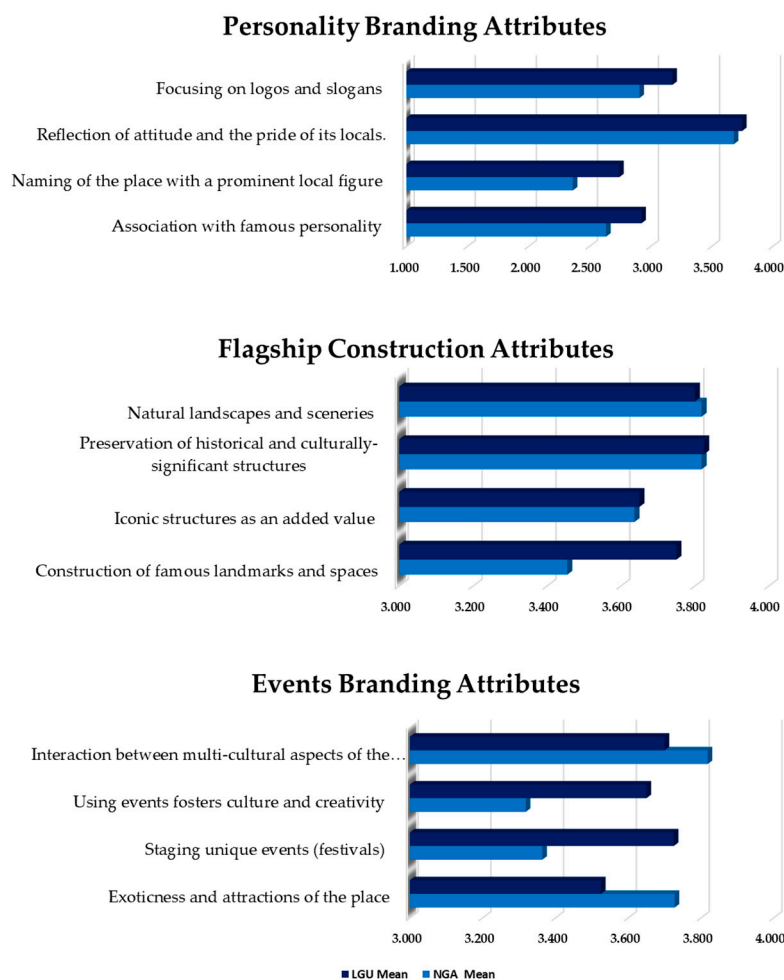 Personality Branding Attributes
Focusing on logos and slogans
Reflection of attitude and the pride of its locals.
Naming of the place with a prominent local figure
Association with famous personality
1.000 1.500 2.000 2.500 3.000 3.500 4.000
Flagship Construction Attributes
Natural landscapes and sceneries
Preservation of historical and culturally-
significant structures
Iconic structures as an added value
Construction of famous landmarks and spaces
3.000 3.200 3.400 3.600 3.800 4.000
Events Branding Attributes
Interaction between multi-cultural aspects of the…
Using events fosters culture and creativity
Staging unique events (festivals)
Exoticness and attractions of the place
3.000 3.200 3.400 3.600 3.800 4.000
LGU Mean NGA Mean